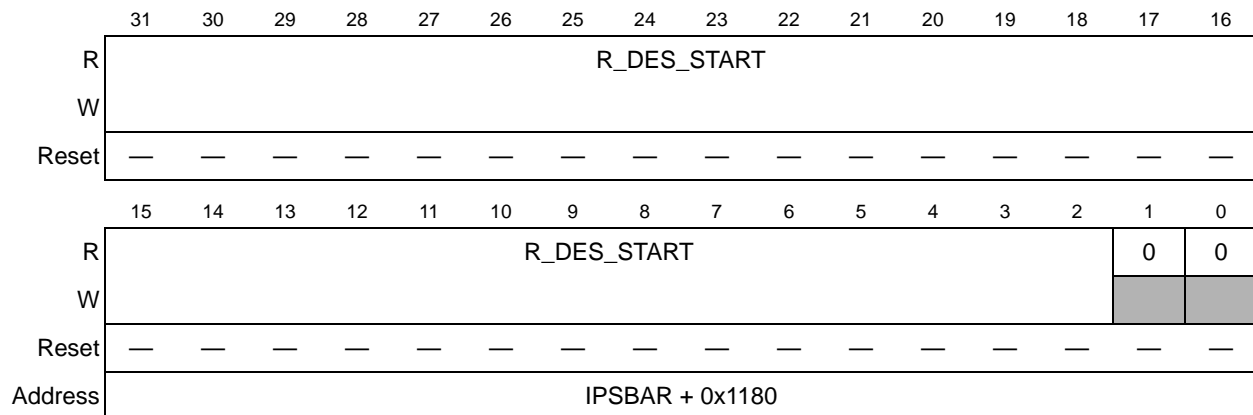 31 30 29 28 27 26 25 24 23 22 21 20 19 18 17 16
R R_DES_START
W
Reset — — — — — — — — — — — — — — — —
15 14 13 12 11 10 9 8 7 6 5 4 3 2 1 0
R R_DES_START 0 0
W
Reset — — — — — — — — — — — — — — — —
Address IPSBAR + 0x1180